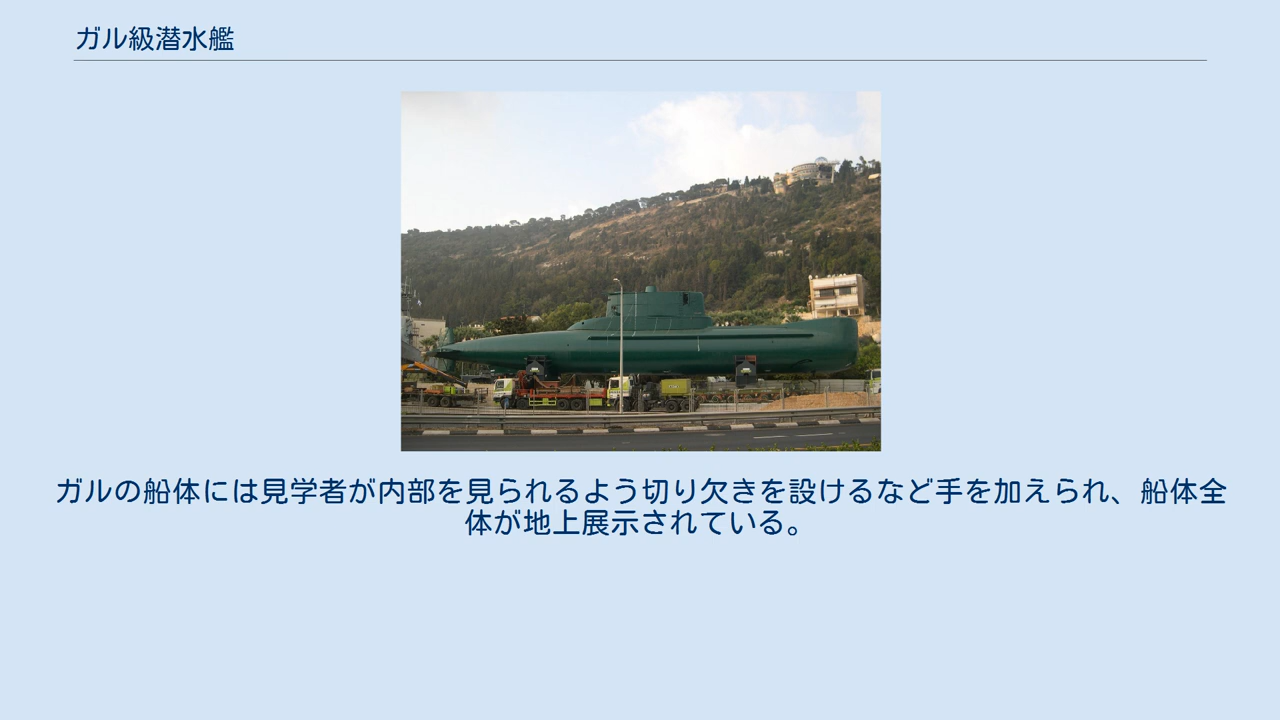 ガル級潜水艦
ガルの船体には見学者が内部を見られるよう切り欠きを設けるなど手を加えられ、船体全
体が地上展示されている。